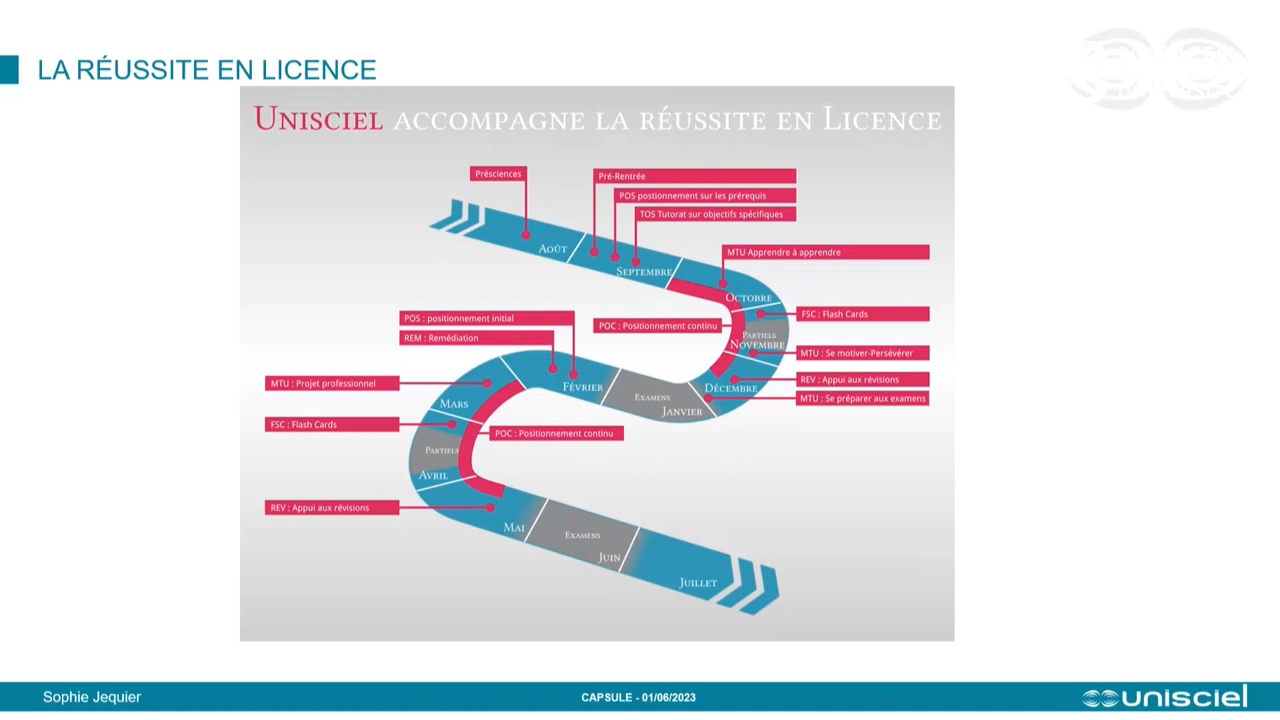 LA RÉUSSITE EN LICENCE
UNISCIEL ACCOMPAGNE LA RÉUSSITE EN LICENCE
Présciences
Pré-Rentrée
POS postionnement sur les prérequis
TOS Tutorat sur objectifs spécifiques
AOÛT
SEPTEMBRE
MTU Apprendre à apprendre
OCTOBRE
FSC : Flash Cards
POC : Positionnement continu
PARTIELS
NOVEMBRE
MTU : Se motiver-Persévérer
REV : Appui aux révisions
DÉCEMBRE
MTU : Se préparer aux examens
POS : positionnement initial
REM : Remédiation
FÉVRIER
EXAMENS
JANVIER
MTU : Projet professionnel
MARS
FSC : Flash Cards
POC : Positionnement continu
PARTIELS
AVRIL
REV : Appui aux révisions
MAI
EXAMENS
JUIN
JUILLET
Sophie Jequier
CAPSULE - 01/06/2023
unisciel